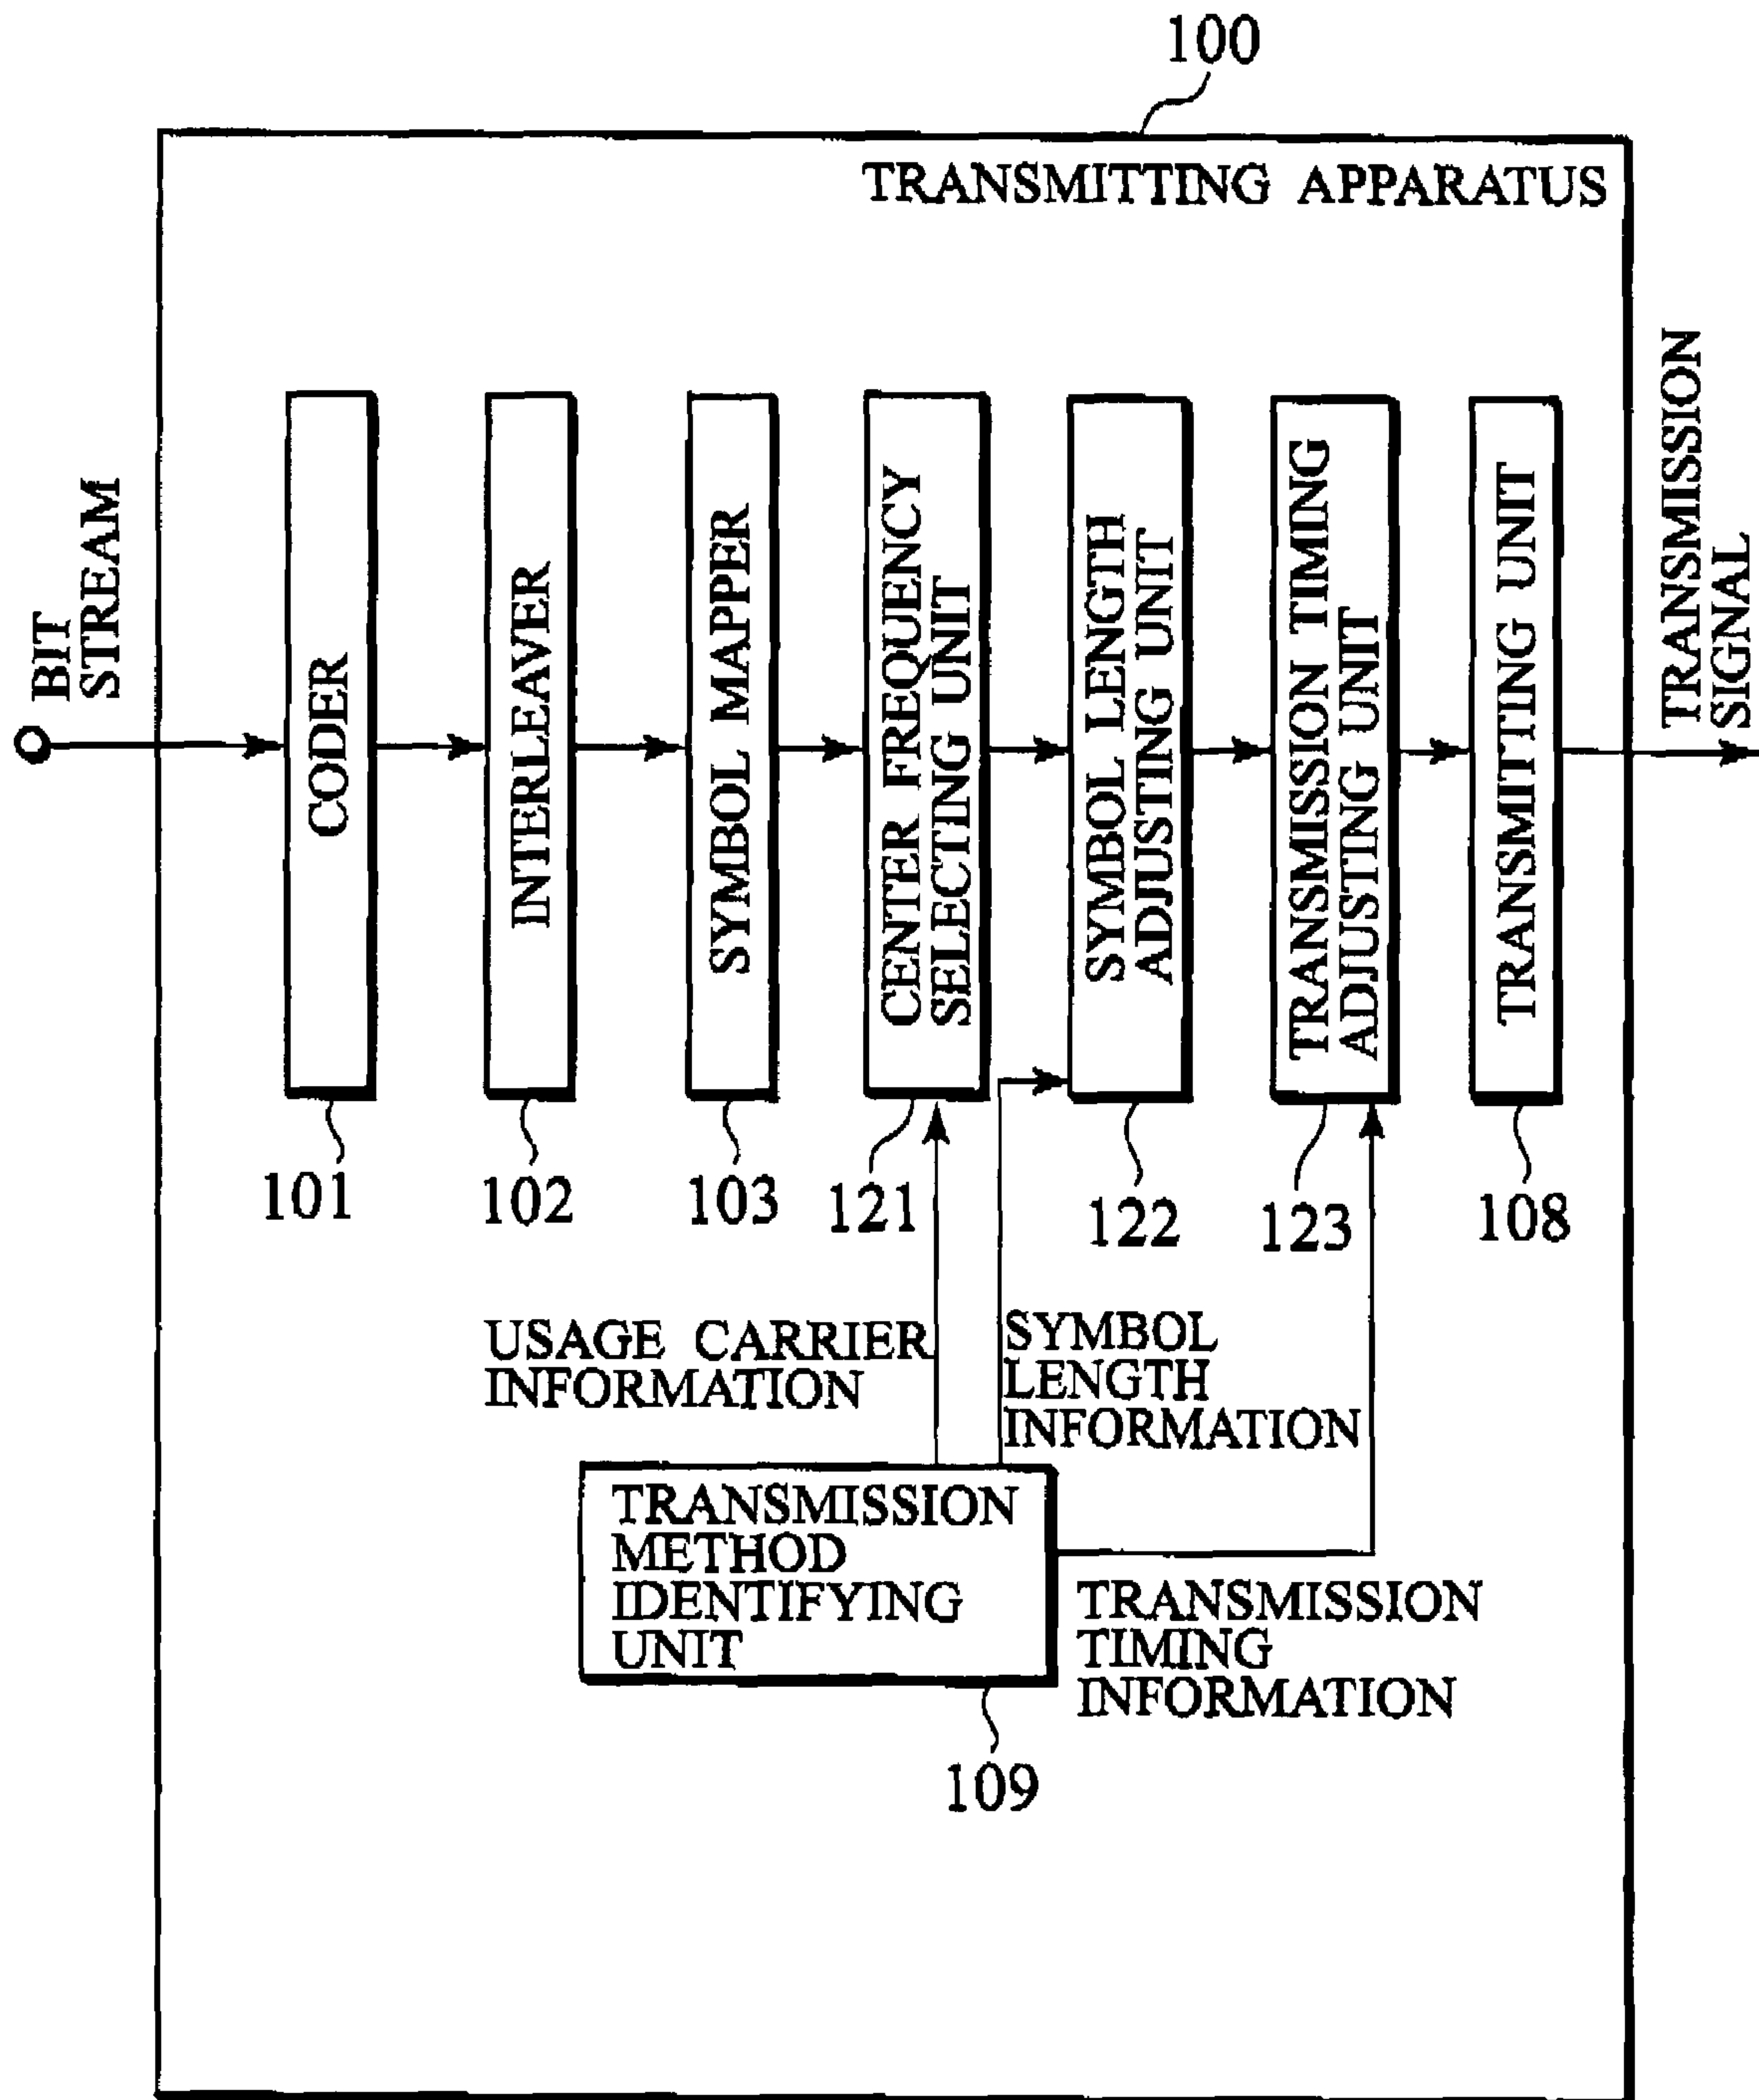 100
TRANSMITTING APPARATUS
BIT
STREAM
CODER
INTERLEAVER
SYMBOL MAPPER
CENTER FREQUENCY
SELECTING UNIT
SYMBOL LENGTH
ADJUSTING UNIT
TRANSMISSION TIMING
ADJUSTING UNIT
TRANSMITTING UNIT
TRANSMISSION
SIGNAL
101
102
103
121
122
123
108
USAGE CARRIER
INFORMATION
SYMBOL
LENGTH
INFORMATION
TRANSMISSION
METHOD
IDENTIFYING
UNIT
TRANSMISSION
TIMING
INFORMATION
109